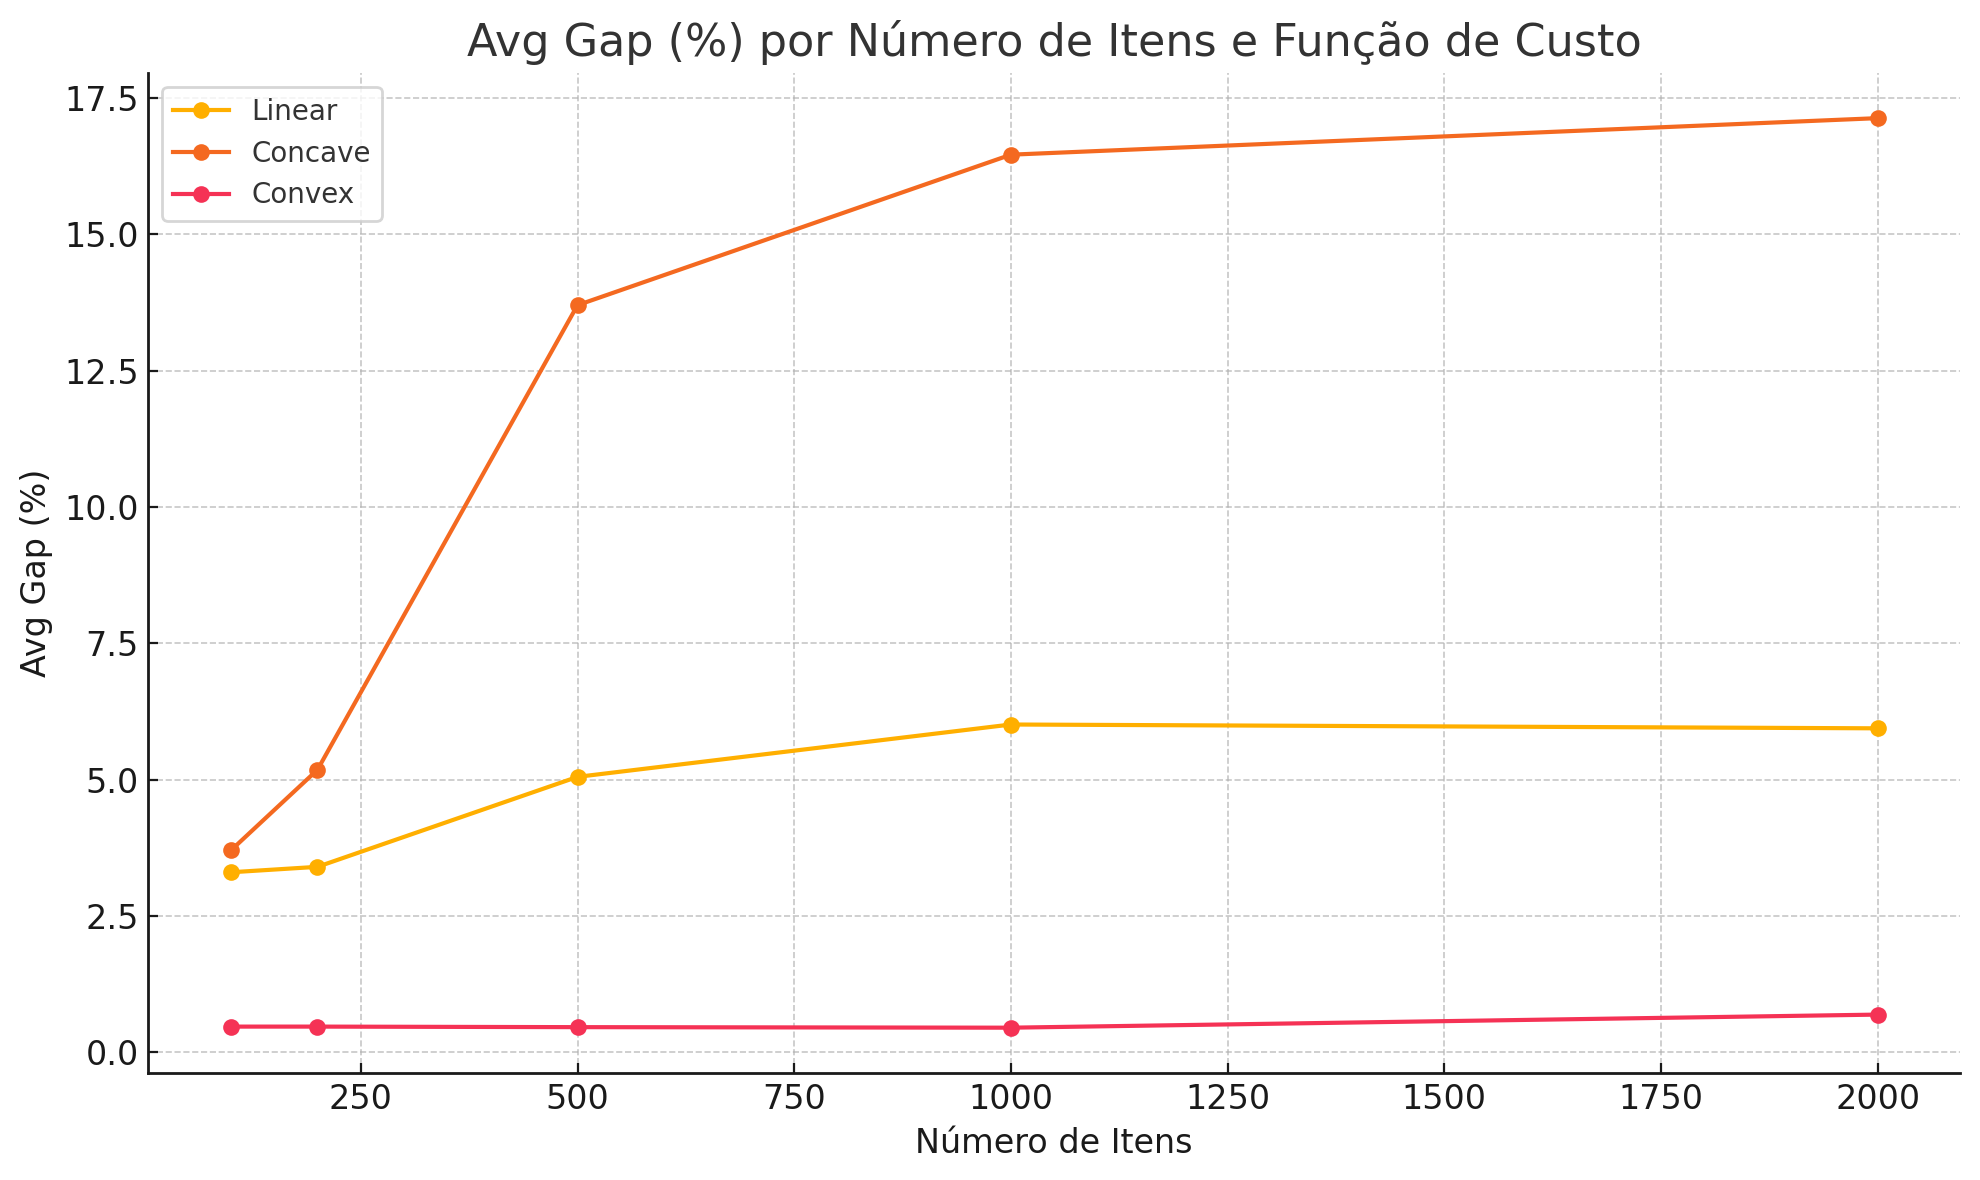 Avg Gap (%) por Número de Itens e Função de Custo
Linear
Concave
Convex
Avg Gap (%)
17.5
15.0
12.5
10.0
7.5
5.0
2.5
0.0
250 500 750 1000 1250 1500 1750 2000
Número de Itens